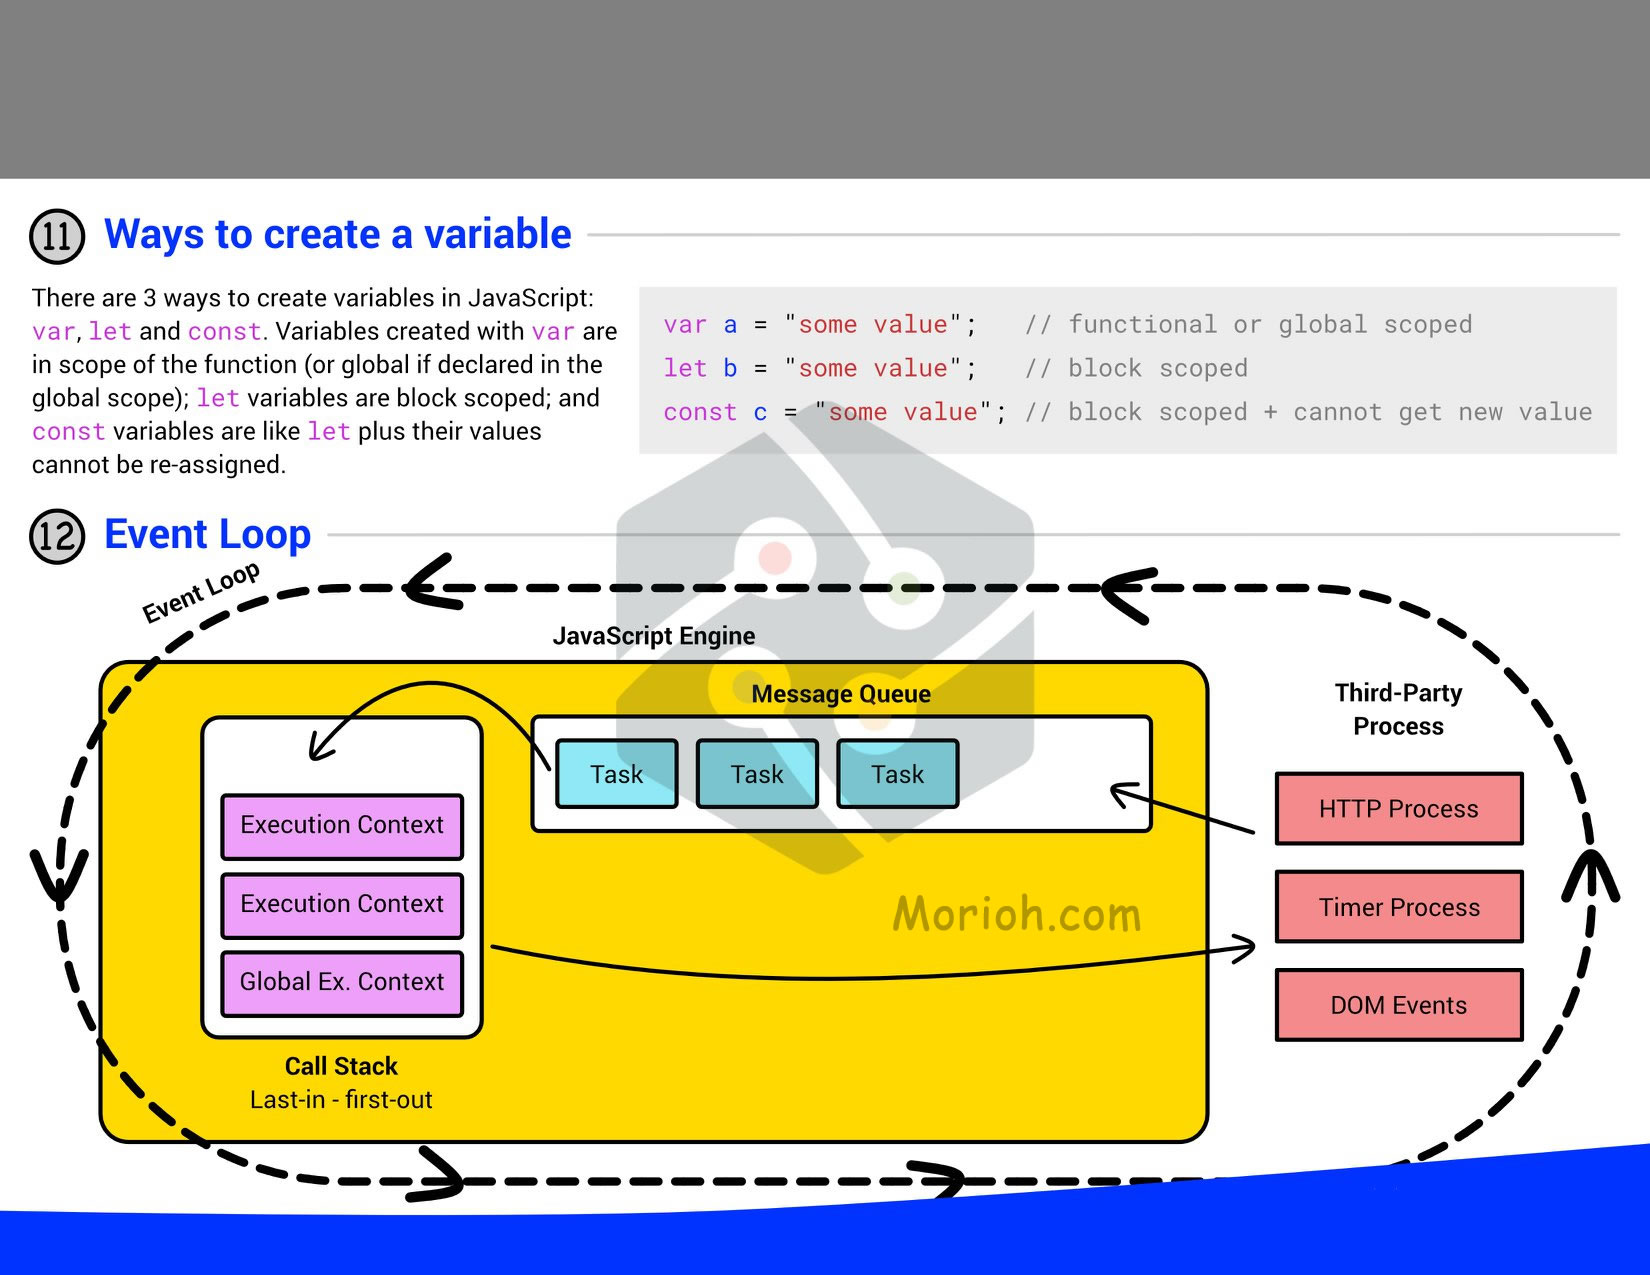 11 Ways to create a variable
There are 3 ways to create variables in JavaScript:
var, let and const. Variables created with var are
in scope of the function (or global if declared in the
global scope); let variables are block scoped; and
const variables are like let plus their values
cannot be re-assigned.
var a = "some value"; // functional or global scoped
let b = "some value"; // block scoped
const c = "some value"; // block scoped + cannot get new value
12 Event Loop
Event Loop
JavaScript Engine
Message Queue
Task Task Task
Execution Context
Execution Context
Global Ex. Context
Call Stack
Last-in - first-out
Third-Party
Process
HTTP Process
Timer Process
DOM Events
Morioh.com